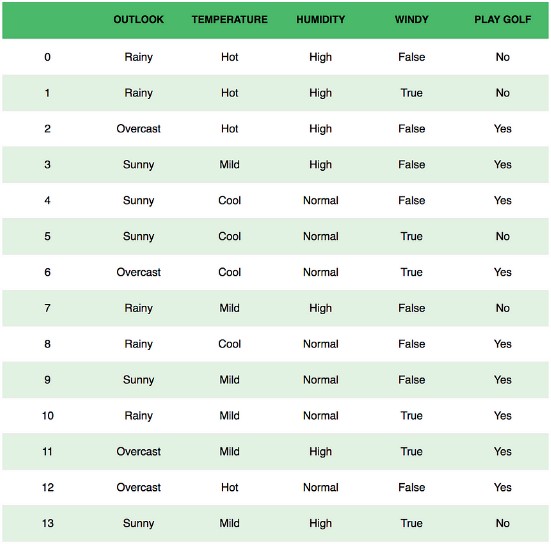 OUTLOOK TEMPERATURE HUMIDITY WINDY PLAY GOLF
0 Rainy Hot High False No
1 Rainy Hot High True No
2 Overcast Hot High False Yes
3 Sunny Mild High False Yes
4 Sunny Cool Normal False Yes
5 Sunny Cool Normal True No
6 Overcast Cool Normal True Yes
7 Rainy Mild High False No
8 Rainy Cool Normal False Yes
9 Sunny Mild Normal False Yes
10 Rainy Mild Normal True Yes
11 Overcast Mild High True Yes
12 Overcast Hot Normal False Yes
13 Sunny Mild High True No